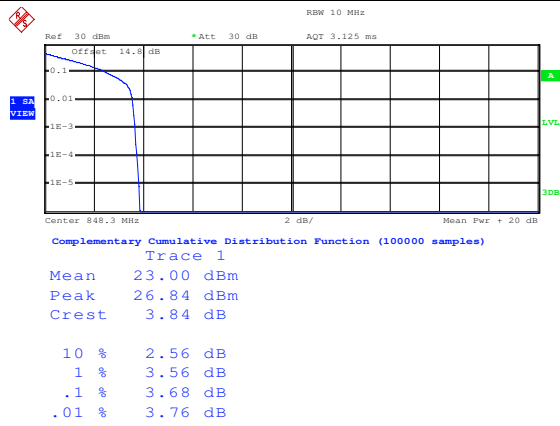 RBW 10 MHz
Ref 30 dBm *Att 30 dB AQT 3.125 ms
Offset 14.8 dB
0.1
A
0.01
1 SA
VIEW
LVL
1E-3
1E-4
1E-5
3DB
Center 848.3 MHz 2 dB/ Mean Pwr + 20 dB
Complementary Cumulative Distribution Function (100000 samples)
Trace 1
Mean 23.00 dBm
Peak 26.84 dBm
Crest 3.84 dB
10 % 2.56 dB
1 % 3.56 dB
.1 % 3.68 dB
.01 % 3.76 dB